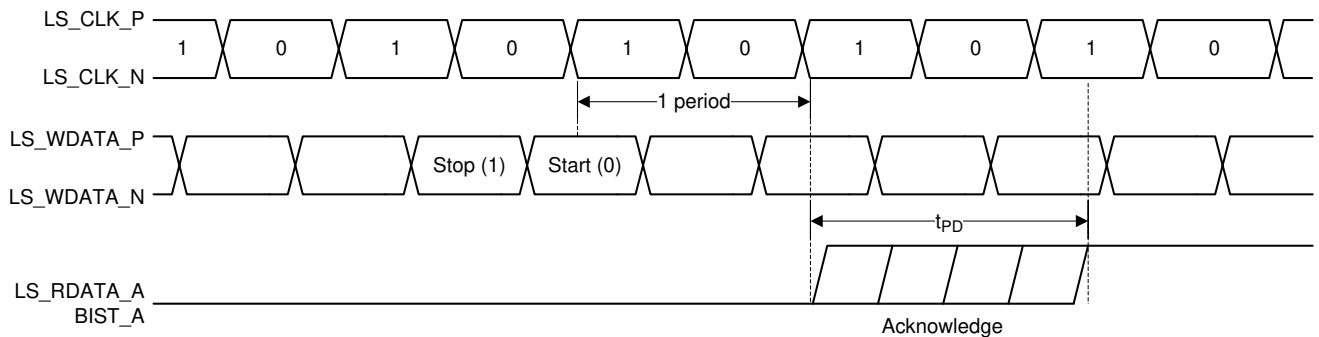 LS_CLK_P
1 0 1 0 1 0 1 0 1 0
LS_CLK_N
1 period
LS_WDATA_P
Stop (1) Start (0)
LS_WDATA_N
tPD
LS_RDATA_A
BIST_A
Acknowledge